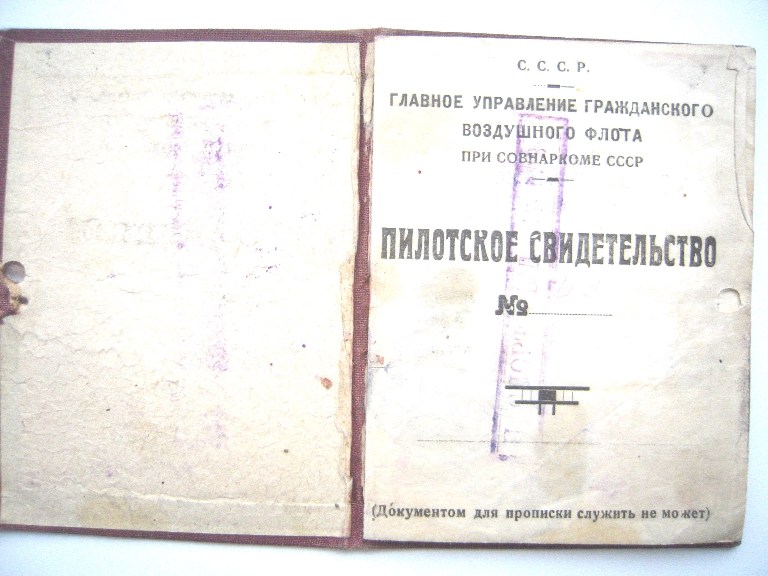 С. С. С. Р.
ГЛАВНОЕ УПРАВЛЕНИЕ ГРАЖДАНСКОГО
ВОЗДУШНОГО ФЛОТА
ПРИ СОВНАРКОМЕ СССР
ПИЛОТСКОЕ СВИДЕТЕЛЬСТВО
№
(Документом для прописки служить не может)